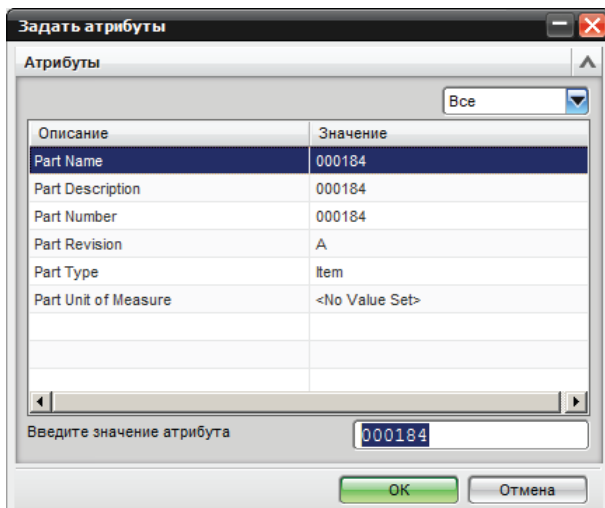 Задать атрибуты
Атрибуты
Все
Описание Значение
Part Name 000184
Part Description 000184
Part Number 000184
Part Revision A
Part Type Item
Part Unit of Measure <No Value Set>
Введите значение атрибута 000184
ОК Отмена